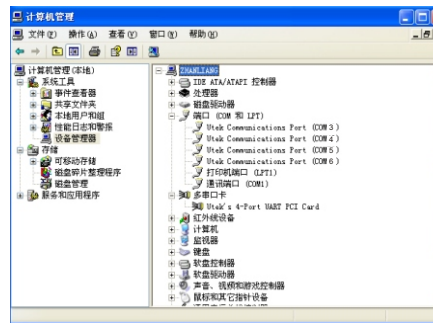 计算机管理
文件(F) 操作(A) 查看(V) 窗口(W) 帮助(H)
计算机管理(本地)
系统工具
事件查看器
共享文件夹
本地用户和组
性能日志和警报
设备管理器
存储
可移动存储
磁盘碎片整理程序
磁盘管理
服务和应用程序
ZHANLIANG
IDE ATA/ATAPI 控制器
处理器
磁盘驱动器
端口 (COM 和 LPT)
Utek Communications Port (COM3)
Utek Communications Port (COM4)
Utek Communications Port (COM5)
Utek Communications Port (COM6)
打印机端口 (LPT1)
通讯端口 (COM1)
多串口卡
Utek's 4-Port UART PCI Card
红外线设备
计算机
监视器
键盘
软盘控制器
软盘驱动器
声音、视频和游戏控制器
鼠标和其它指针设备